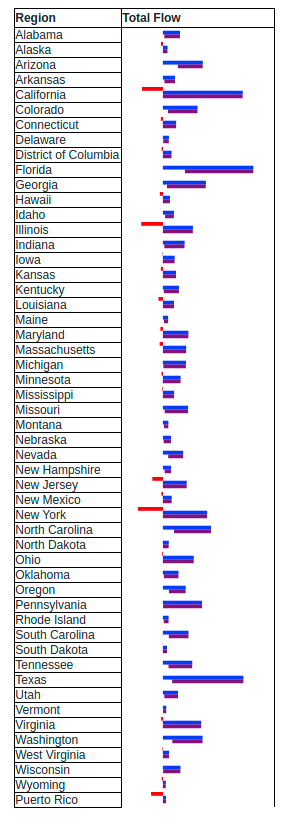 Region Total Flow
Alabama
Alaska
Arizona
Arkansas
California
Colorado
Connecticut
Delaware
District of Columbia
Florida
Georgia
Hawaii
Idaho
Illinois
Indiana
Iowa
Kansas
Kentucky
Louisiana
Maine
Maryland
Massachusetts
Michigan
Minnesota
Mississippi
Missouri
Montana
Nebraska
Nevada
New Hampshire
New Jersey
New Mexico
New York
North Carolina
North Dakota
Ohio
Oklahoma
Oregon
Pennsylvania
Rhode Island
South Carolina
South Dakota
Tennessee
Texas
Utah
Vermont
Virginia
Washington
West Virginia
Wisconsin
Wyoming
Puerto Rico